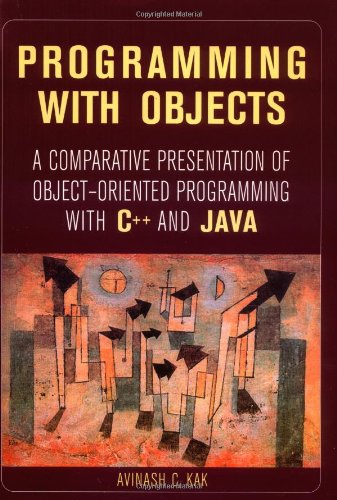 PROGRAMMING
WITH OBJECTS
A COMPARATIVE PRESENTATION OF
OBJECT-ORIENTED PROGRAMMING
WITH C++ AND JAVA
AVINASH C. KAK